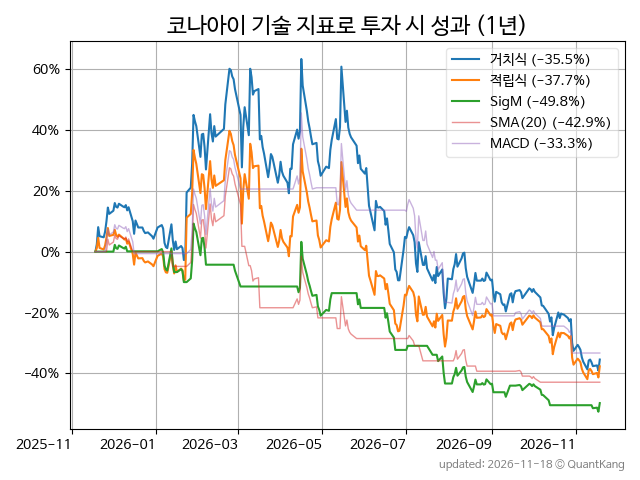 코나아이 기술 지표로 투자 시 성과 (1년)
거치식 (−35.5%)
적립식 (−37.7%)
SigM (−49.8%)
SMA(20) (−42.9%)
MACD (−33.3%)
60%
40%
20%
0%
−20%
−40%
2025-11 2026-01 2026-03 2026-05 2026-07 2026-09 2026-11
updated: 2026-11-18 © QuantKang